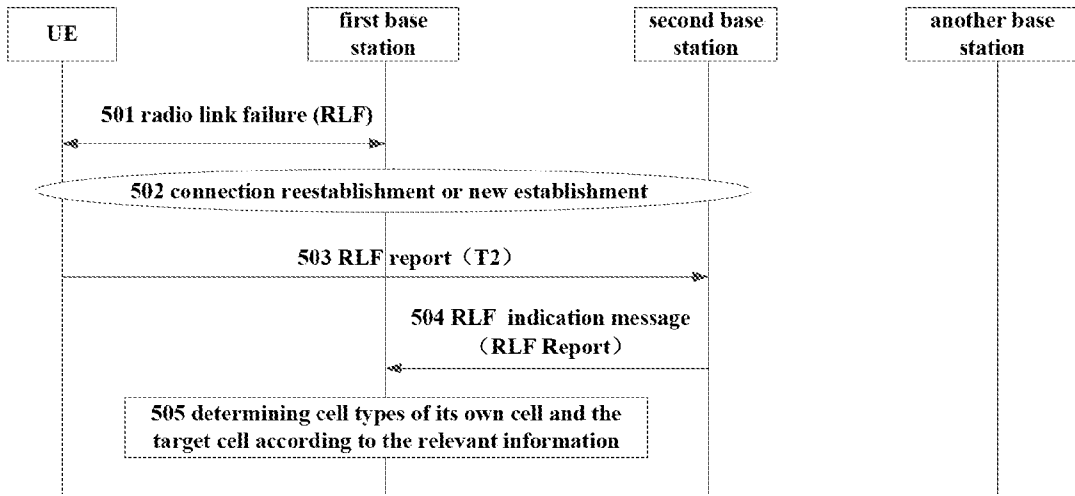 UE
first base
station
second base
station
another base
station
501 radio link failure (RLF)
502 connection reestablishment or new establishment
503 RLF report（T2）
504 RLF indication message
（RLF Report）
505 determining cell types of its own cell and the
target cell according to the relevant information